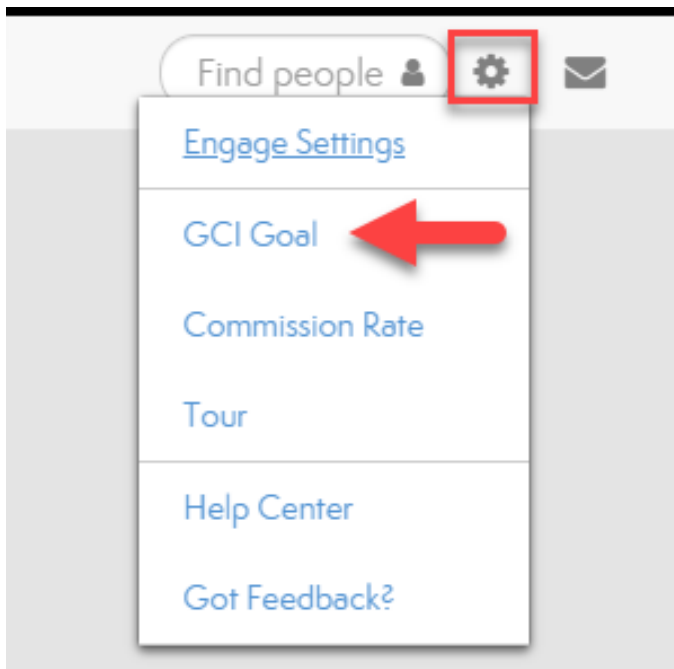 Find people
Engage Settings
GCI Goal
Commission Rate
Tour
Help Center
Got Feedback?